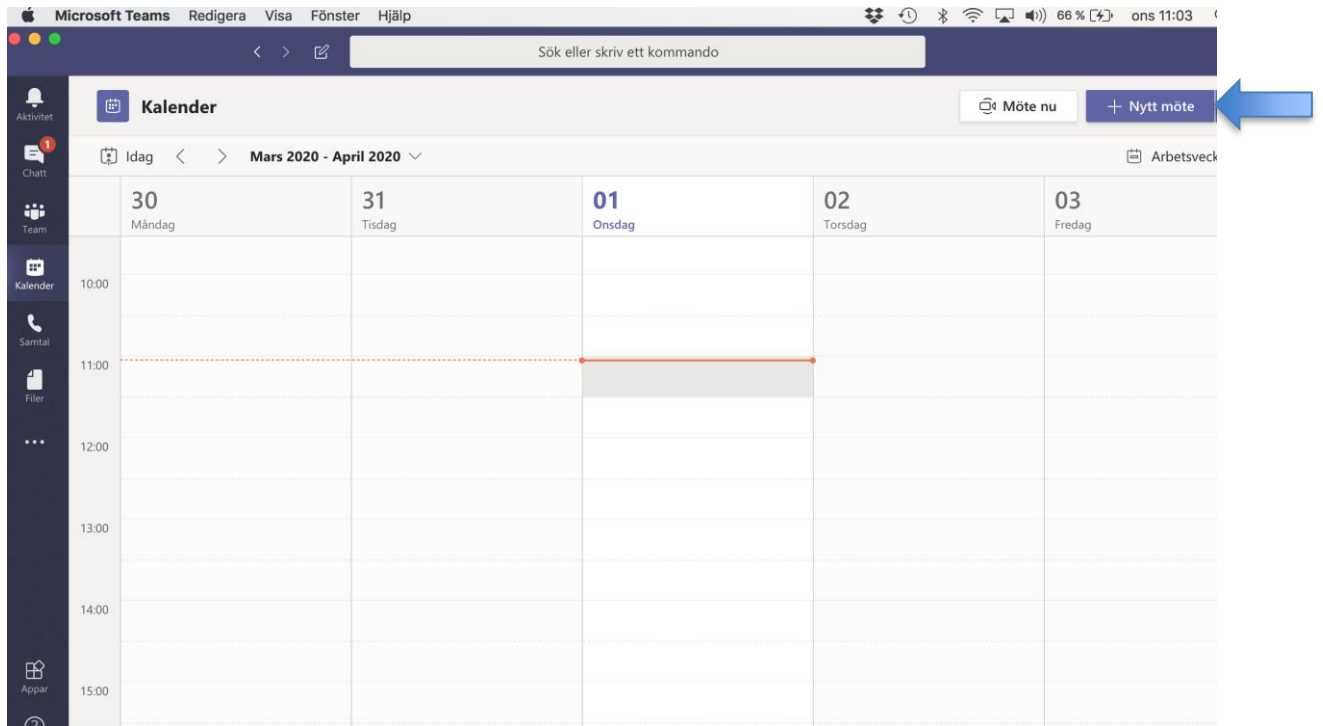 Microsoft Teams Redigera Visa Fönster Hjälp 66 % ons 11:03
Sök eller skriv ett kommando
Aktivitet
Kalender
Möte nu
+ Nytt möte
1
Chatt
Idag < > Mars 2020 - April 2020
Arbetsveck
Team
30
Måndag
31
Tisdag
01
Onsdag
02
Torsdag
03
Fredag
Kalender
10:00
Samtal
11:00
Filer
12:00
13:00
14:00
Appar
15:00